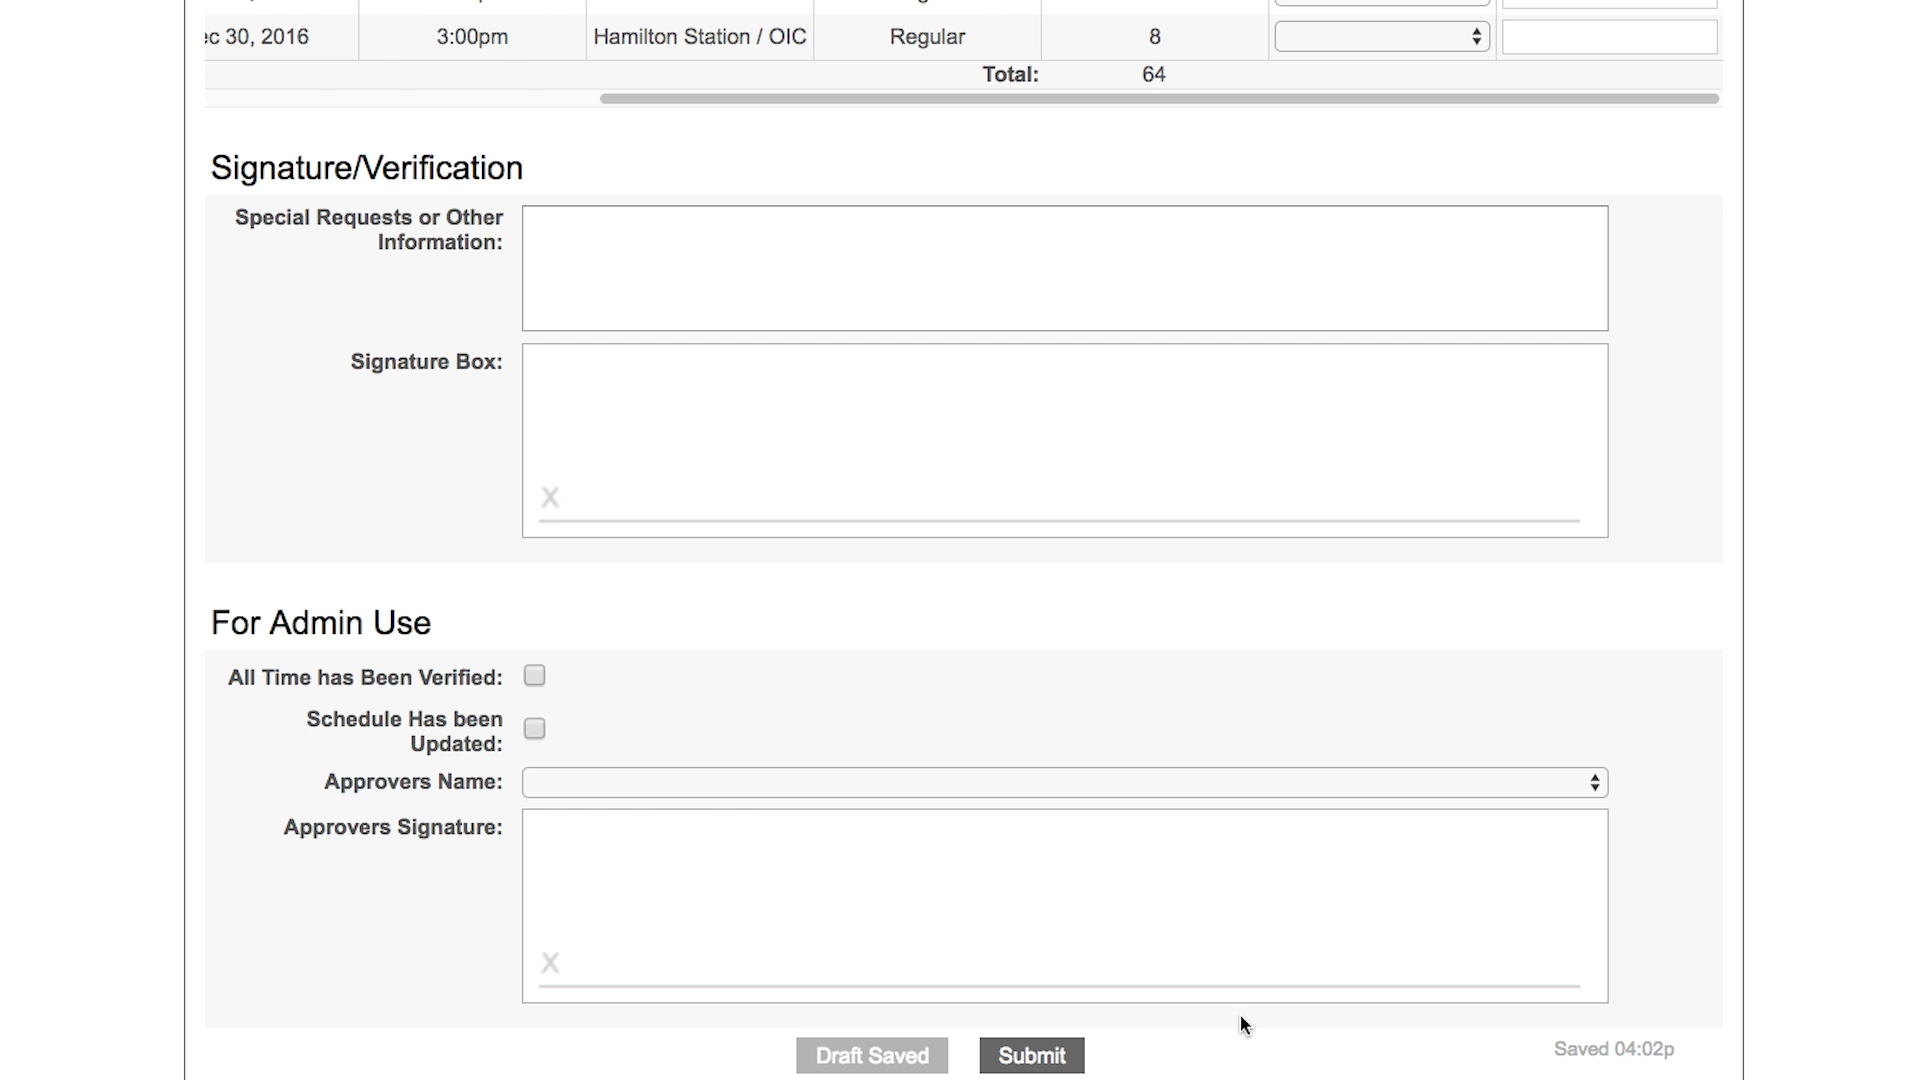 ec 30, 2016 3:00pm Hamilton Station / OIC Regular 8
Total: 64
Signature/Verification
Special Requests or Other
Information:
Signature Box:
X
For Admin Use
All Time has Been Verified:
Schedule Has been
Updated:
Approvers Name:
Approvers Signature:
X
Draft Saved Submit Saved 04:02p